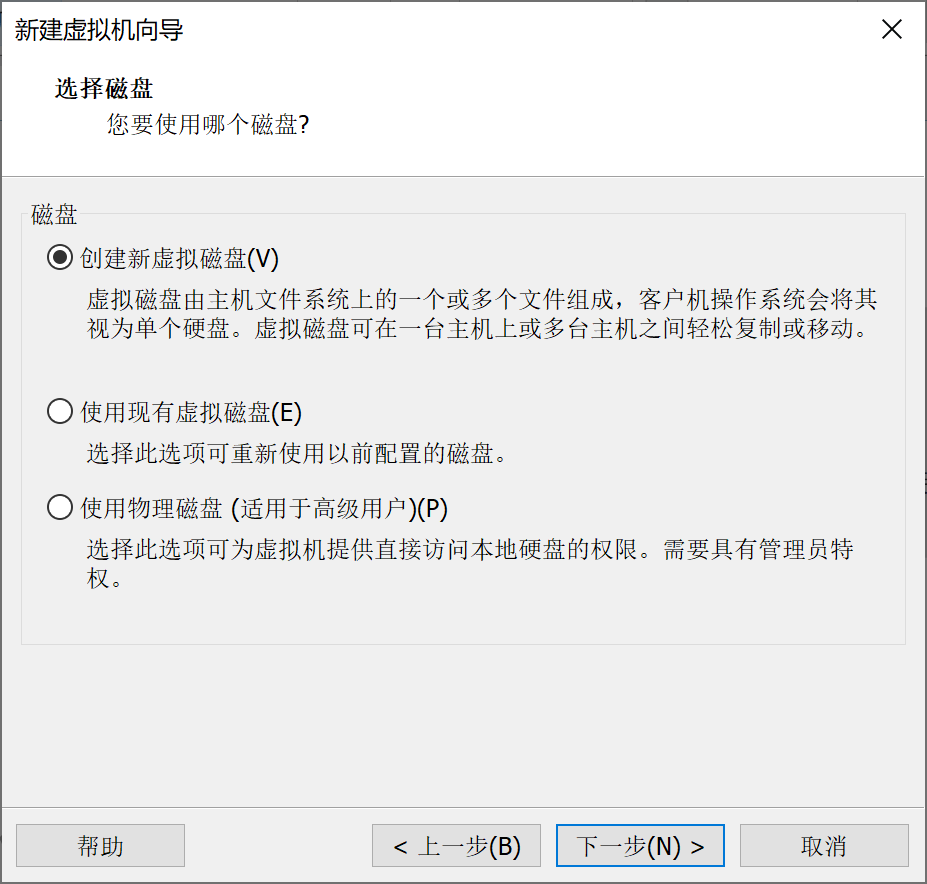 新建虚拟机向导
选择磁盘
您要使用哪个磁盘?
磁盘
创建新虚拟磁盘(V)
虚拟磁盘由主机文件系统上的一个或多个文件组成，客户机操作系统会将其
视为单个硬盘。虚拟磁盘可在一台主机上或多台主机之间轻松复制或移动。
使用现有虚拟磁盘(E)
选择此选项可重新使用以前配置的磁盘。
使用物理磁盘 (适用于高级用户)(P)
选择此选项可为虚拟机提供直接访问本地硬盘的权限。需要具有管理员特
权。
帮助
< 上一步(B)
下一步(N) >
取消